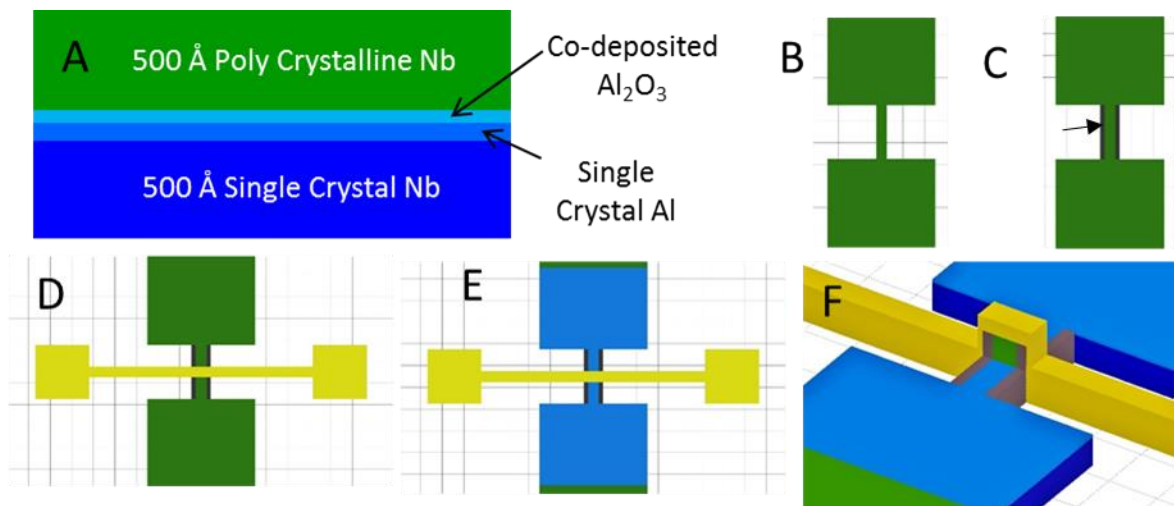 A
500 Å Poly Crystalline Nb
Co-deposited
Al₂O₃
500 Å Single Crystal Nb
Single
Crystal Al
B
C
D
E
F